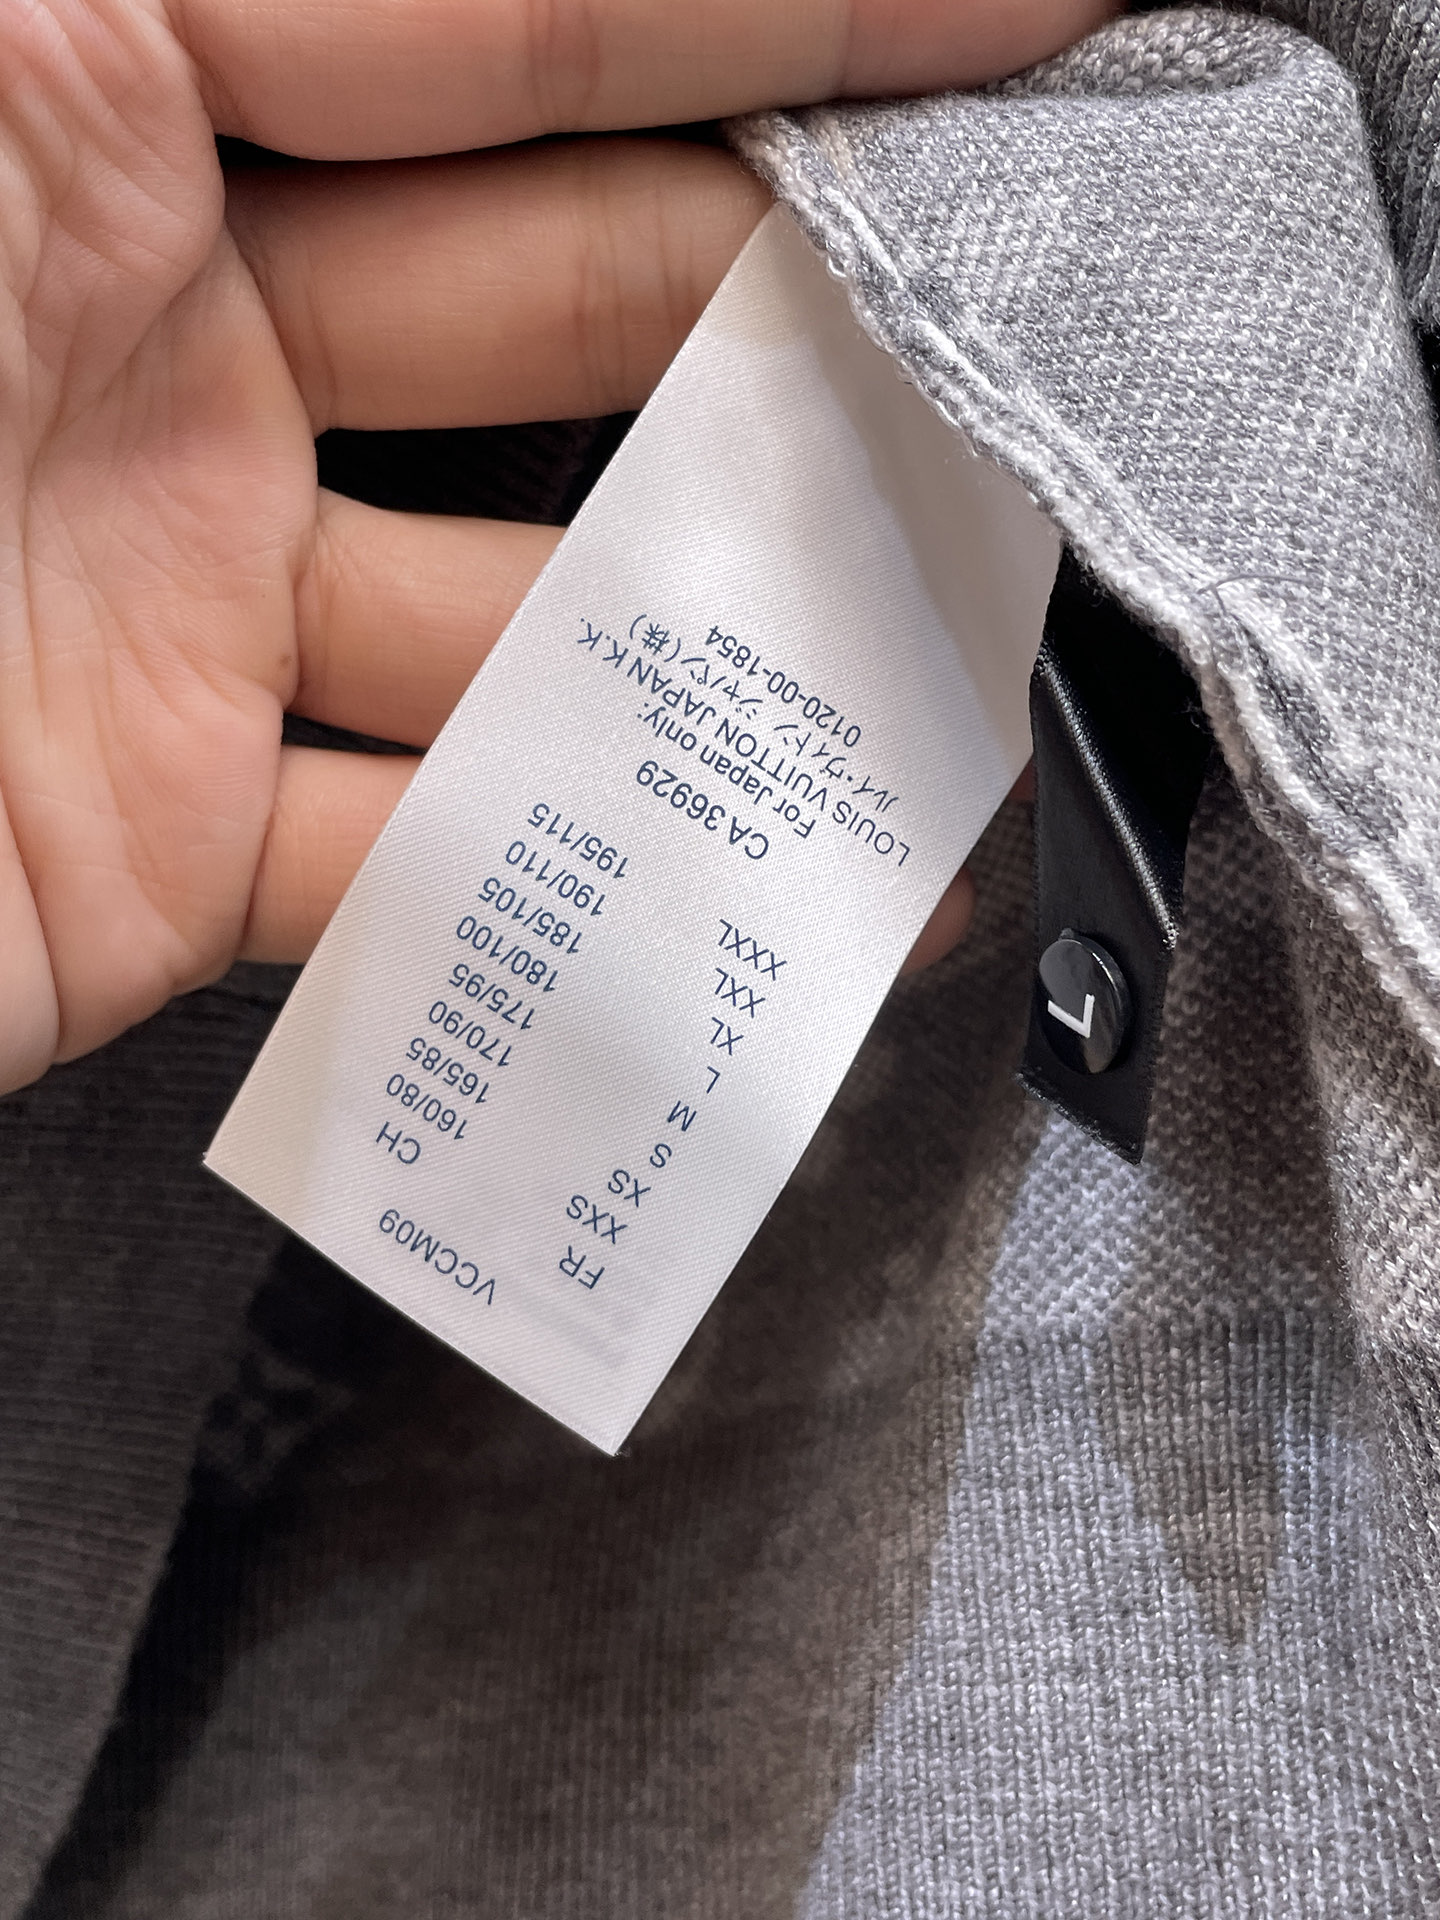 VCCM09
FR CH
XXS 160/80
XS 165/85
S 170/90
M 175/95
L 180/100
XL 185/105
XXL 190/110
XXXL 195/115
CA 36929
For Japan only:
LOUIS VUITTON JAPAN K.K.
ルイ・ヴィトン ジャパン(株)
0120-00-1854
L